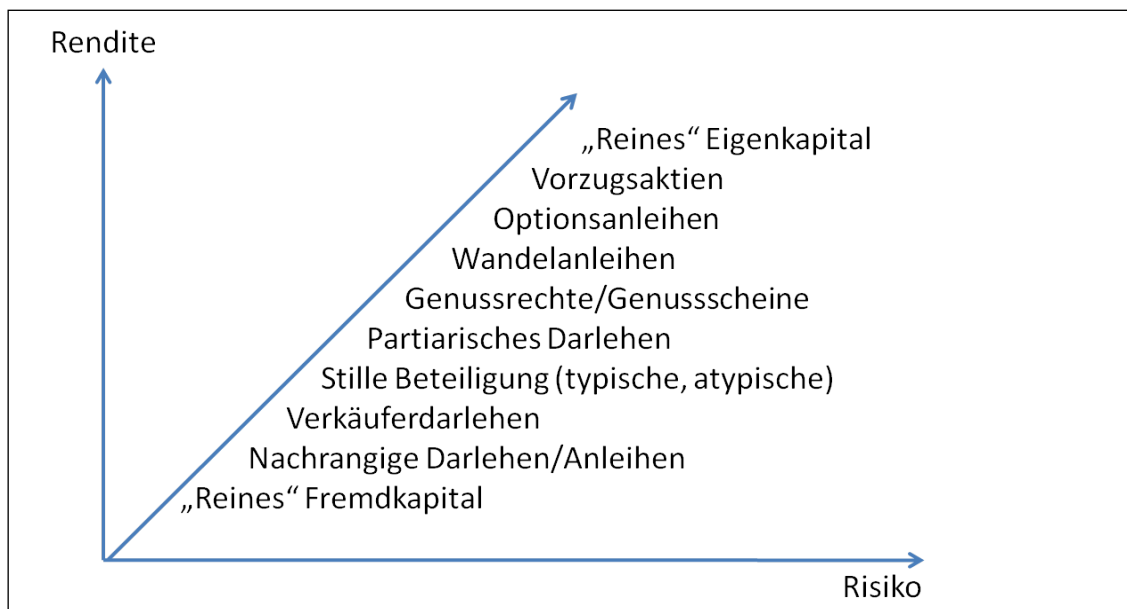 Rendite
„Reines“ Eigenkapital
Vorzugsaktien
Optionsanleihen
Wandelanleihen
Genussrechte/Genussscheine
Partiarisches Darlehen
Stille Beteiligung (typische, atypische)
Verkäuferdarlehen
Nachrangige Darlehen/Anleihen
„Reines“ Fremdkapital
Risiko